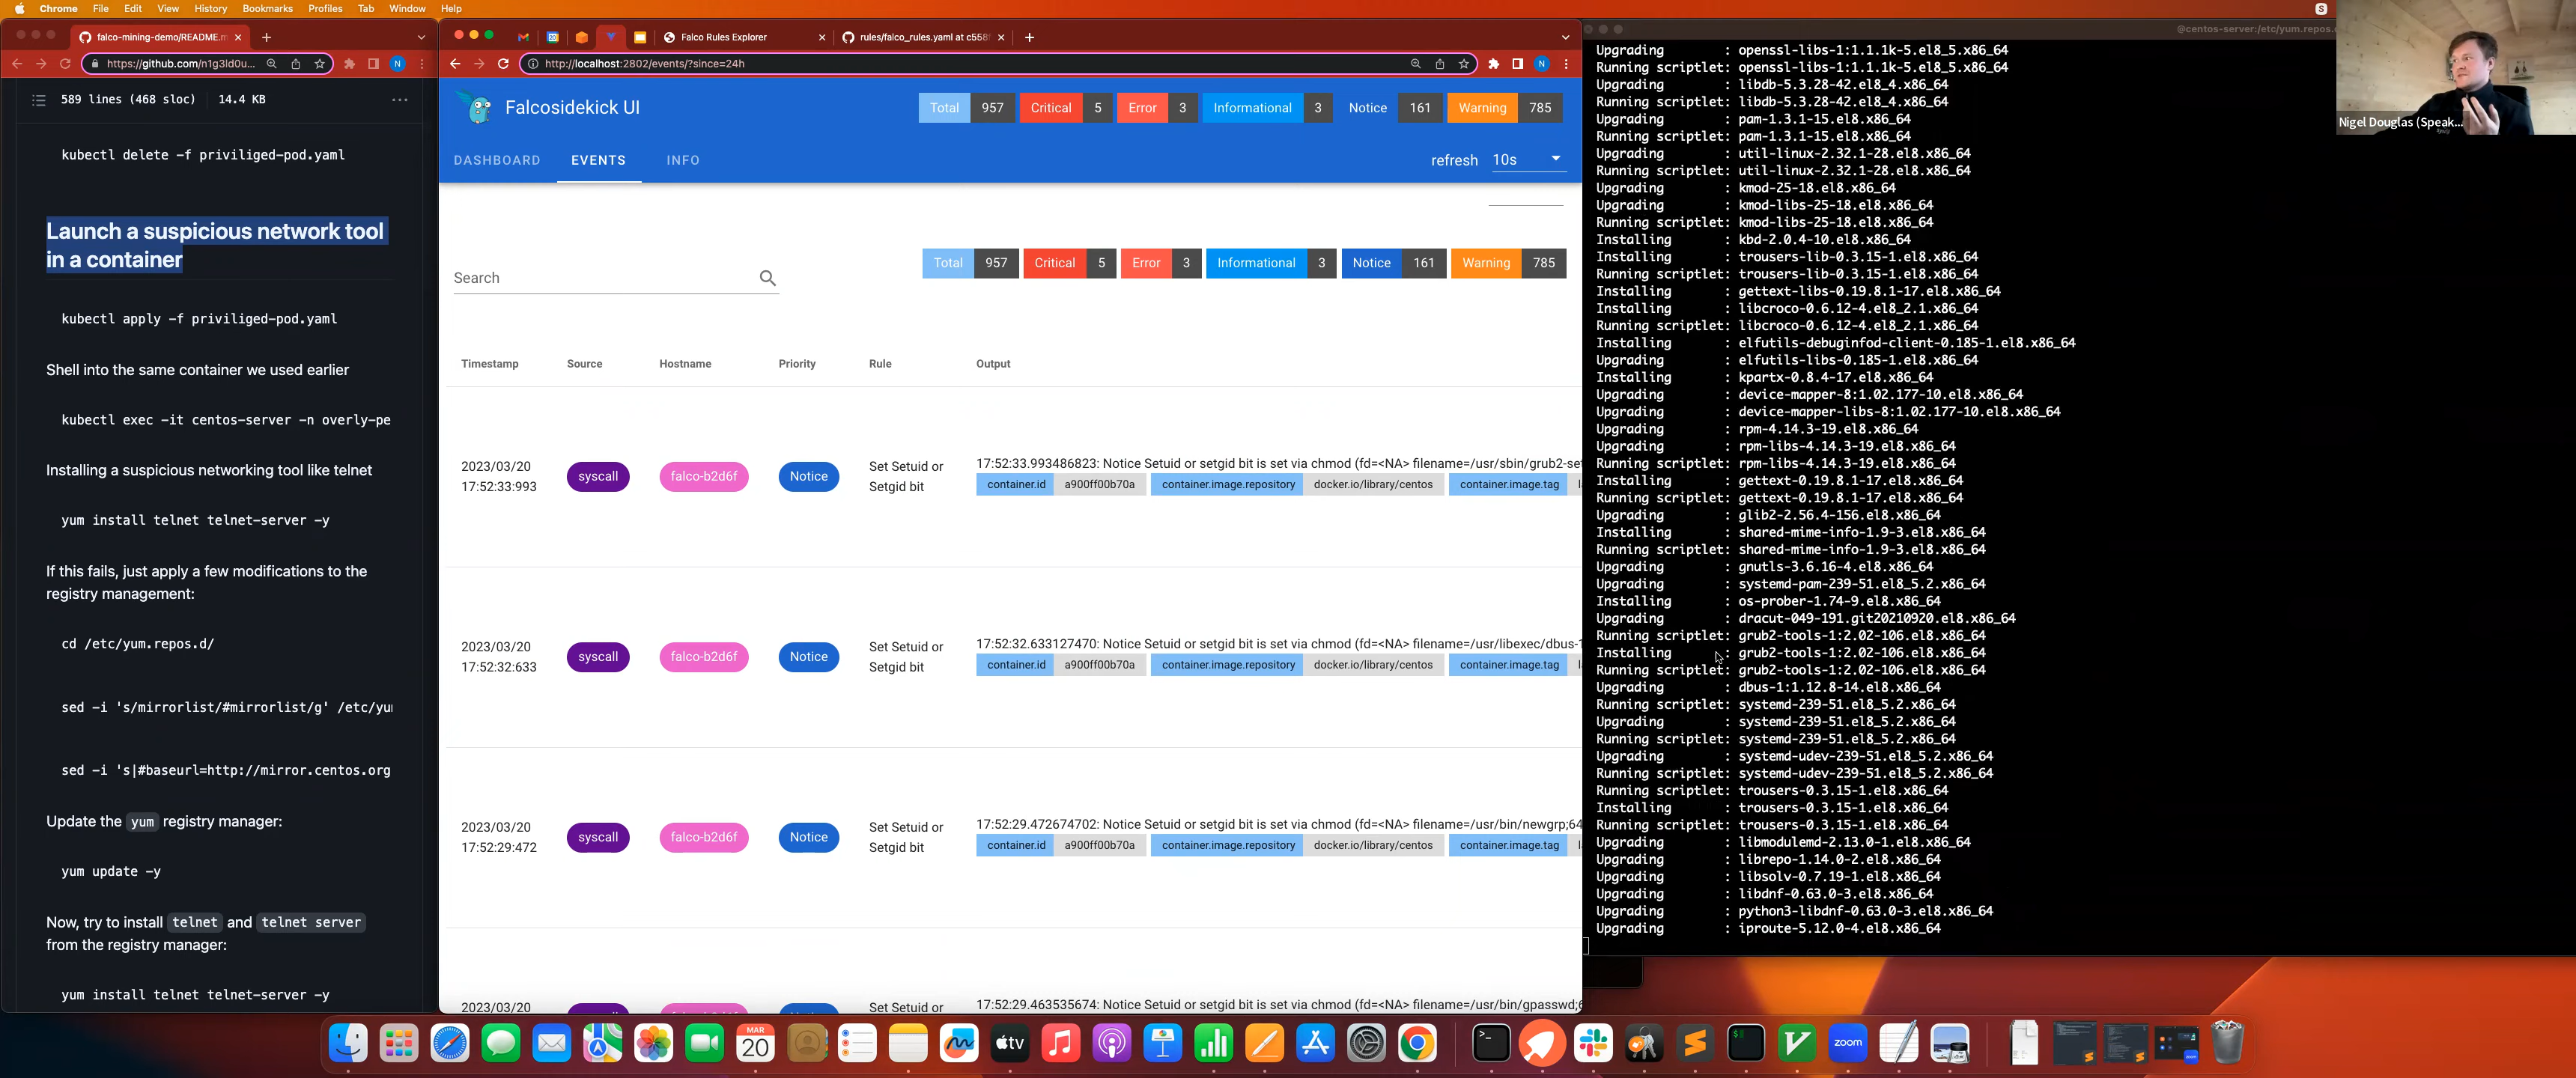 Chrome File Edit View History Bookmarks Profiles Tab Window Help
falco-mining-demo/README.m
https://github.com/n1g3ld0u...
589 lines (468 sloc) 14.4 KB
kubectl delete -f priviliged-pod.yaml
Launch a suspicious network tool
in a container
kubectl apply -f priviliged-pod.yaml
Shell into the same container we used earlier
kubectl exec -it centos-server -n overly-pe
Installing a suspicious networking tool like telnet
yum install telnet telnet-server -y
If this fails, just apply a few modifications to the
registry management:
cd /etc/yum.repos.d/
sed -i 's/mirrorlist/#mirrorlist/g' /etc/yu
sed -i 's|#baseurl=http://mirror.centos.org
Update the yum registry manager:
yum update -y
Now, try to install telnet and telnet server
from the registry manager:
yum install telnet telnet-server -y
Falco Rules Explorer
rules/falco_rules.yaml at c558
http://localhost:2802/events/?since=24h
N
Falcosidekick UI
Total 957 Critical 5 Error 3 Informational 3 Notice 161 Warning 785
DASHBOARD EVENTS INFO
refresh 10s
Search
Total 957 Critical 5 Error 3 Informational 3 Notice 161 Warning 785
Timestamp Source Hostname Priority Rule Output
2023/03/20
17:52:33:993
syscall
falco-b2d6f
Notice
Set Setuid or
Setgid bit
17:52:33.993486823: Notice Setuid or setgid bit is set via chmod (fd=<NA> filename=/usr/sbin/grub2-se
container.id a900ff00b70a container.image.repository docker.io/library/centos container.image.tag
2023/03/20
17:52:32:633
syscall
falco-b2d6f
Notice
Set Setuid or
Setgid bit
17:52:32.633127470: Notice Setuid or setgid bit is set via chmod (fd=<NA> filename=/usr/libexec/dbus-1
container.id a900ff00b70a container.image.repository docker.io/library/centos container.image.tag
2023/03/20
17:52:29:472
syscall
falco-b2d6f
Notice
Set Setuid or
Setgid bit
17:52:29.472674702: Notice Setuid or setgid bit is set via chmod (fd=<NA> filename=/usr/bin/newgrp;64
container.id a900ff00b70a container.image.repository docker.io/library/centos container.image.tag
2023/03/20
syscall
falco-b2d6f
Set Setuid or
17:52:29.463535674: Notice Setuid or setgid bit is set via chmod (fd=<NA> filename=/usr/bin/gpasswd;6
@centos-server:/etc/yum.repos.
Upgrading : openssl-libs-1:1.1.1k-5.el8_5.x86_64
Running scriptlet: openssl-libs-1:1.1.1k-5.el8_5.x86_64
Upgrading : libdb-5.3.28-42.el8_4.x86_64
Running scriptlet: libdb-5.3.28-42.el8_4.x86_64
Upgrading : pam-1.3.1-15.el8.x86_64
Running scriptlet: pam-1.3.1-15.el8.x86_64
Upgrading : util-linux-2.32.1-28.el8.x86_64
Running scriptlet: util-linux-2.32.1-28.el8.x86_64
Upgrading : kmod-25-18.el8.x86_64
Upgrading : kmod-libs-25-18.el8.x86_64
Running scriptlet: kmod-libs-25-18.el8.x86_64
Installing : kbd-2.0.4-10.el8.x86_64
Installing : trousers-lib-0.3.15-1.el8.x86_64
Running scriptlet: trousers-lib-0.3.15-1.el8.x86_64
Installing : gettext-libs-0.19.8.1-17.el8.x86_64
Installing : libcroco-0.6.12-4.el8_2.1.x86_64
Running scriptlet: libcroco-0.6.12-4.el8_2.1.x86_64
Installing : elfutils-debuginfod-client-0.185-1.el8.x86_64
Upgrading : elfutils-libs-0.185-1.el8.x86_64
Installing : kpartx-0.8.4-17.el8.x86_64
Upgrading : device-mapper-8:1.02.177-10.el8.x86_64
Upgrading : device-mapper-libs-8:1.02.177-10.el8.x86_64
Upgrading : rpm-4.14.3-19.el8.x86_64
Upgrading : rpm-libs-4.14.3-19.el8.x86_64
Running scriptlet: rpm-libs-4.14.3-19.el8.x86_64
Installing : gettext-0.19.8.1-17.el8.x86_64
Running scriptlet: gettext-0.19.8.1-17.el8.x86_64
Upgrading : glib2-2.56.4-156.el8.x86_64
Installing : shared-mime-info-1.9-3.el8.x86_64
Running scriptlet: shared-mime-info-1.9-3.el8.x86_64
Upgrading : gnutls-3.6.16-4.el8.x86_64
Upgrading : systemd-pam-239-51.el8_5.2.x86_64
Installing : os-prober-1.74-9.el8.x86_64
Upgrading : dracut-049-191.git20210920.el8.x86_64
Running scriptlet: grub2-tools-1:2.02-106.el8.x86_64
Installing : grub2-tools-1:2.02-106.el8.x86_64
Running scriptlet: grub2-tools-1:2.02-106.el8.x86_64
Upgrading : dbus-1:1.12.8-14.el8.x86_64
Running scriptlet: systemd-239-51.el8_5.2.x86_64
Upgrading : systemd-239-51.el8_5.2.x86_64
Running scriptlet: systemd-239-51.el8_5.2.x86_64
Upgrading : systemd-udev-239-51.el8_5.2.x86_64
Running scriptlet: systemd-udev-239-51.el8_5.2.x86_64
Running scriptlet: trousers-0.3.15-1.el8.x86_64
Installing : trousers-0.3.15-1.el8.x86_64
Running scriptlet: trousers-0.3.15-1.el8.x86_64
Upgrading : libmodulemd-2.13.0-1.el8.x86_64
Upgrading : librepo-1.14.0-2.el8.x86_64
Upgrading : libsolv-0.7.19-1.el8.x86_64
Upgrading : libdnf-0.63.0-3.el8.x86_64
Upgrading : python3-libdnf-0.63.0-3.el8.x86_64
Upgrading : iproute-5.12.0-4.el8.x86_64
Nigel Douglas (Speak...
MAR
20
tv
zoom